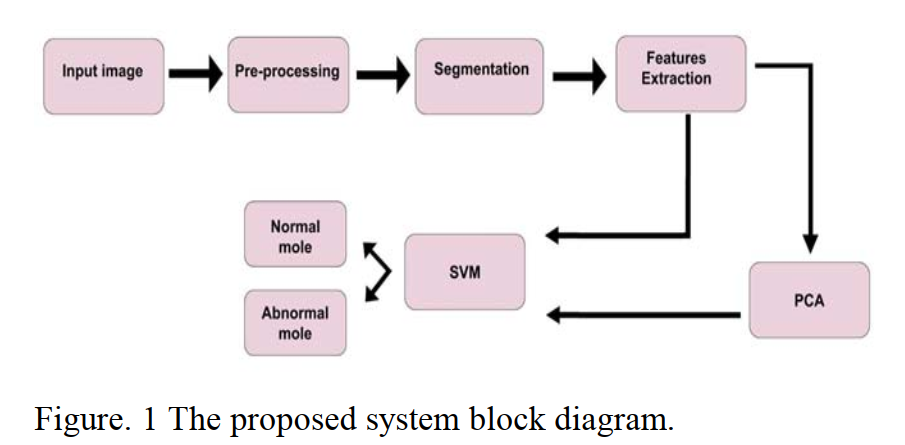 Input image
Pre-processing
Segmentation
Features
Extraction
Normal
mole
SVM
Abnormal
mole
PCA
Figure. 1 The proposed system block diagram.